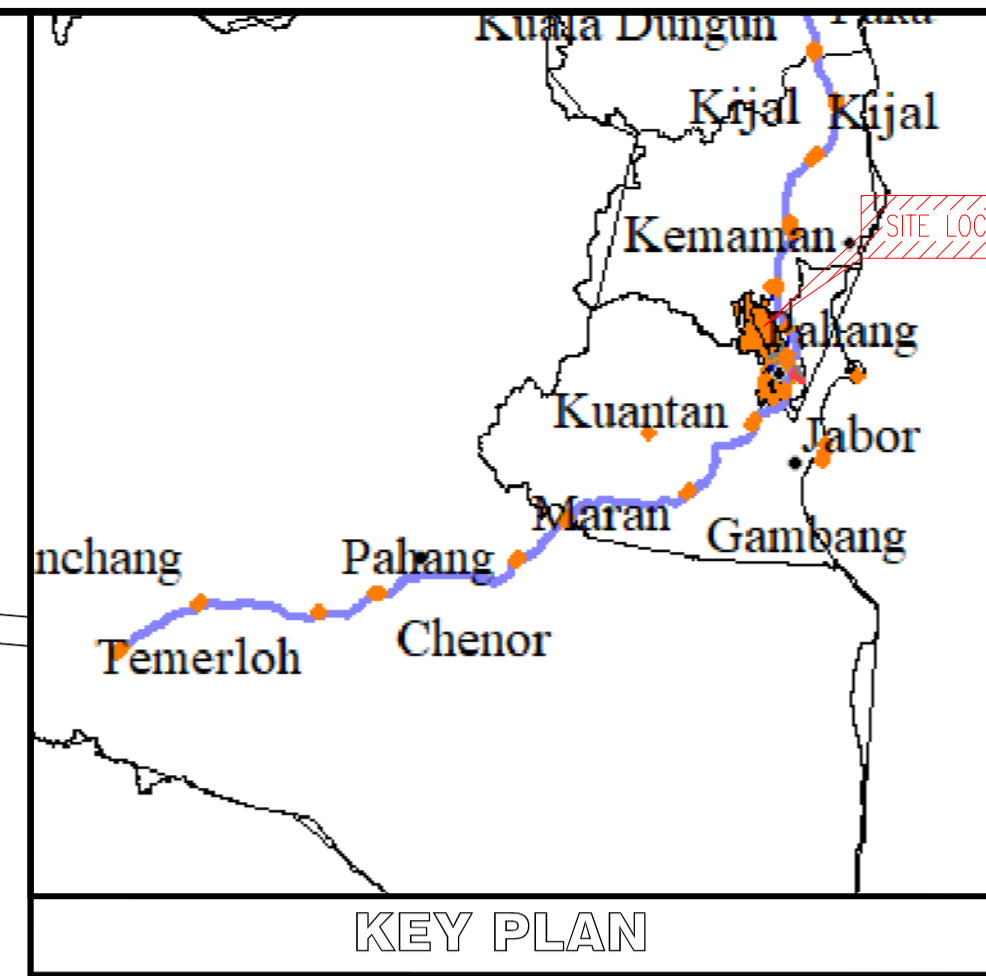 Kuala Dungun
Kijal Kijal
Kemaman
SITE LOC
Pahang
Kuantan
Jabor
Maran
Gambang
nchang
Pahang
Chenor
Temerloh
KEY PLAN